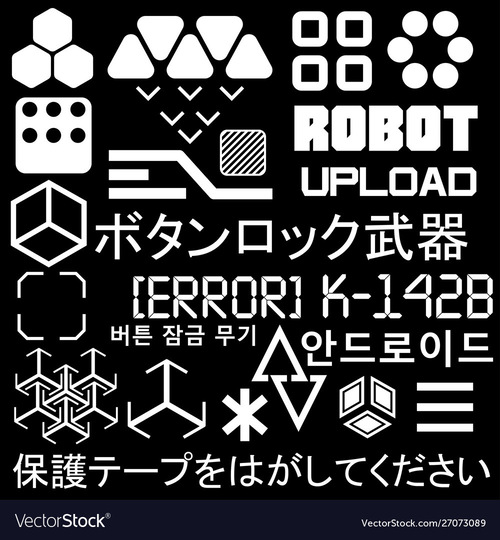 ROBOT
UPLOAD
ボタンロック武器
[ERROR] K-142B
버튼 잠금 무기
안드로이드
保護テープをはがしてください
VectorStock®
VectorStock.com/27073089